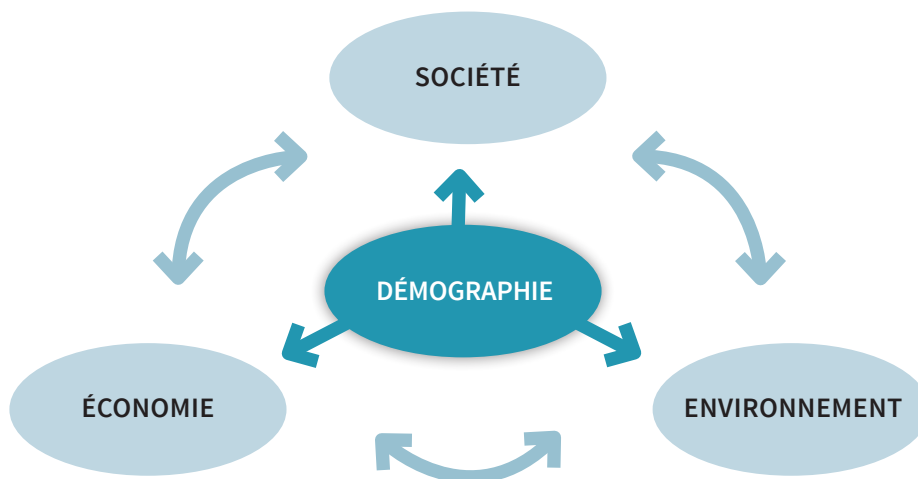 SOCIÉTÉ
DÉMOGRAPHIE
ÉCONOMIE
ENVIRONNEMENT